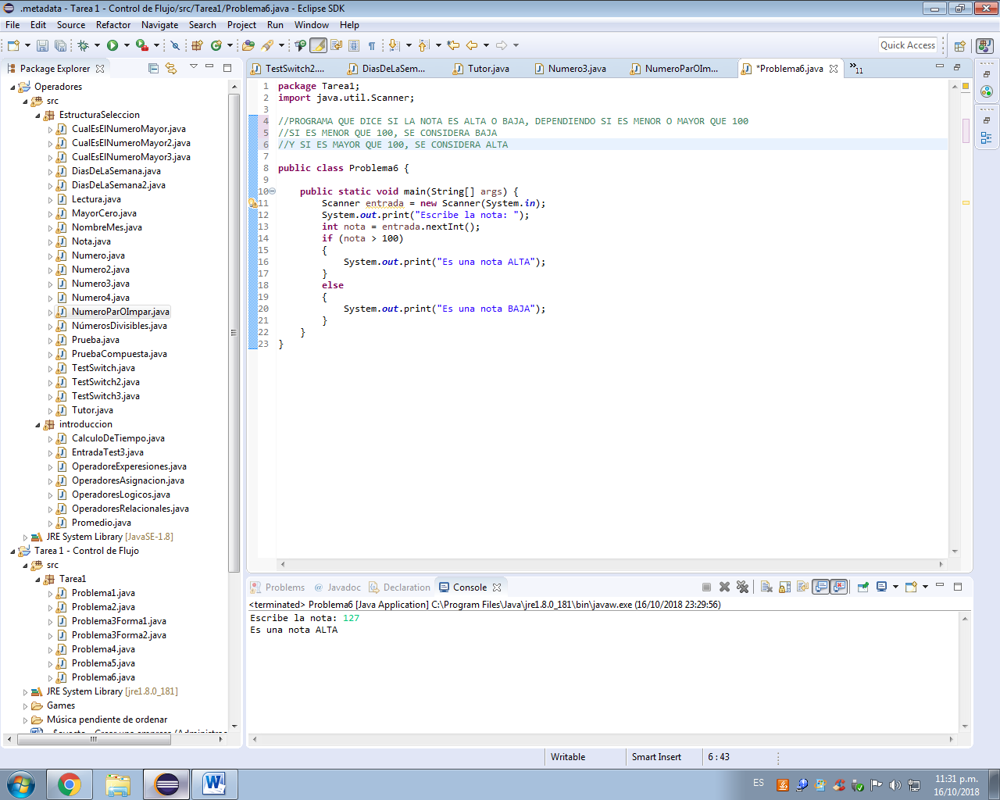 .metadata - Tarea 1 - Control de Flujo/src/Tarea1/Problema6.java - Eclipse SDK
File Edit Source Refactor Navigate Search Project Run Window Help
Quick Access
Package Explorer
TestSwitch2.... DiasDeLaSem... Tutor.java Numero3.java NumeroParOIm... *Problema6.java »11
Operadores
src
EstructuraSeleccion
CualEsElNumeroMayor.java
CualEsElNumeroMayor2.java
CualEsElNumeroMayor3.java
DiasDeLaSemana.java
DiasDeLaSemana2.java
Lectura.java
MayorCero.java
NombreMes.java
Nota.java
Numero.java
Numero2.java
Numero3.java
Numero4.java
NumeroParOImpar.java
NúmerosDivisibles.java
Prueba.java
PruebaCompuesta.java
TestSwitch.java
TestSwitch2.java
TestSwitch3.java
Tutor.java
introduccion
CalculoDeTiempo.java
EntradaTest3.java
OperadoreExperesiones.java
OperadoresAsignacion.java
OperadoresLogicos.java
OperadoresRelacionales.java
Promedio.java
JRE System Library [JavaSE-1.8]
Tarea 1 - Control de Flujo
src
Tarea1
Problema1.java
Problema2.java
Problema3Forma1.java
Problema3Forma2.java
Problema4.java
Problema5.java
Problema6.java
JRE System Library [jre1.8.0_181]
Games
Música pendiente de ordenar
1 package Tarea1;
2 import java.util.Scanner;
3
4 //PROGRAMA QUE DICE SI LA NOTA ES ALTA O BAJA, DEPENDIENDO SI ES MENOR O MAYOR QUE 100
5 //SI ES MENOR QUE 100, SE CONSIDERA BAJA
6 //Y SI ES MAYOR QUE 100, SE CONSIDERA ALTA
7
8 public class Problema6 {
9
10 public static void main(String[] args) {
11 Scanner entrada = new Scanner(System.in);
12 System.out.print("Escribe la nota: ");
13 int nota = entrada.nextInt();
14 if (nota > 100)
15 {
16 System.out.print("Es una nota ALTA");
17 }
18 else
19 {
20 System.out.print("Es una nota BAJA");
21 }
22 }
23 }
Problems @ Javadoc Declaration Console
<terminated> Problema6 [Java Application] C:\Program Files\Java\jre1.8.0_181\bin\javaw.exe (16/10/2018 23:29:56)
Escribe la nota: 127
Es una nota ALTA
Writable Smart Insert 6 : 43
ES
11:31 p.m.
16/10/2018